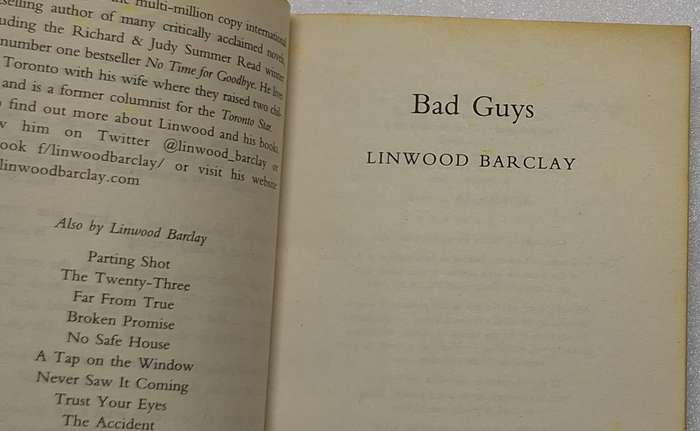 the multi-million copy international
selling author of many critically acclaimed novels,
uding the Richard & Judy Summer Read winner
number one bestseller No Time for Goodbye. He lives
Toronto with his wife where they raised two chil-
and is a former columnist for the Toronto Star.
find out more about Linwood and his books,
w him on Twitter @linwood_barclay or
ook f/linwoodbarclay/ or visit his website
linwoodbarclay.com
Also by Linwood Barclay
Parting Shot
The Twenty-Three
Far From True
Broken Promise
No Safe House
A Tap on the Window
Never Saw It Coming
Trust Your Eyes
The Accident
Bad Guys
LINWOOD BARCLAY